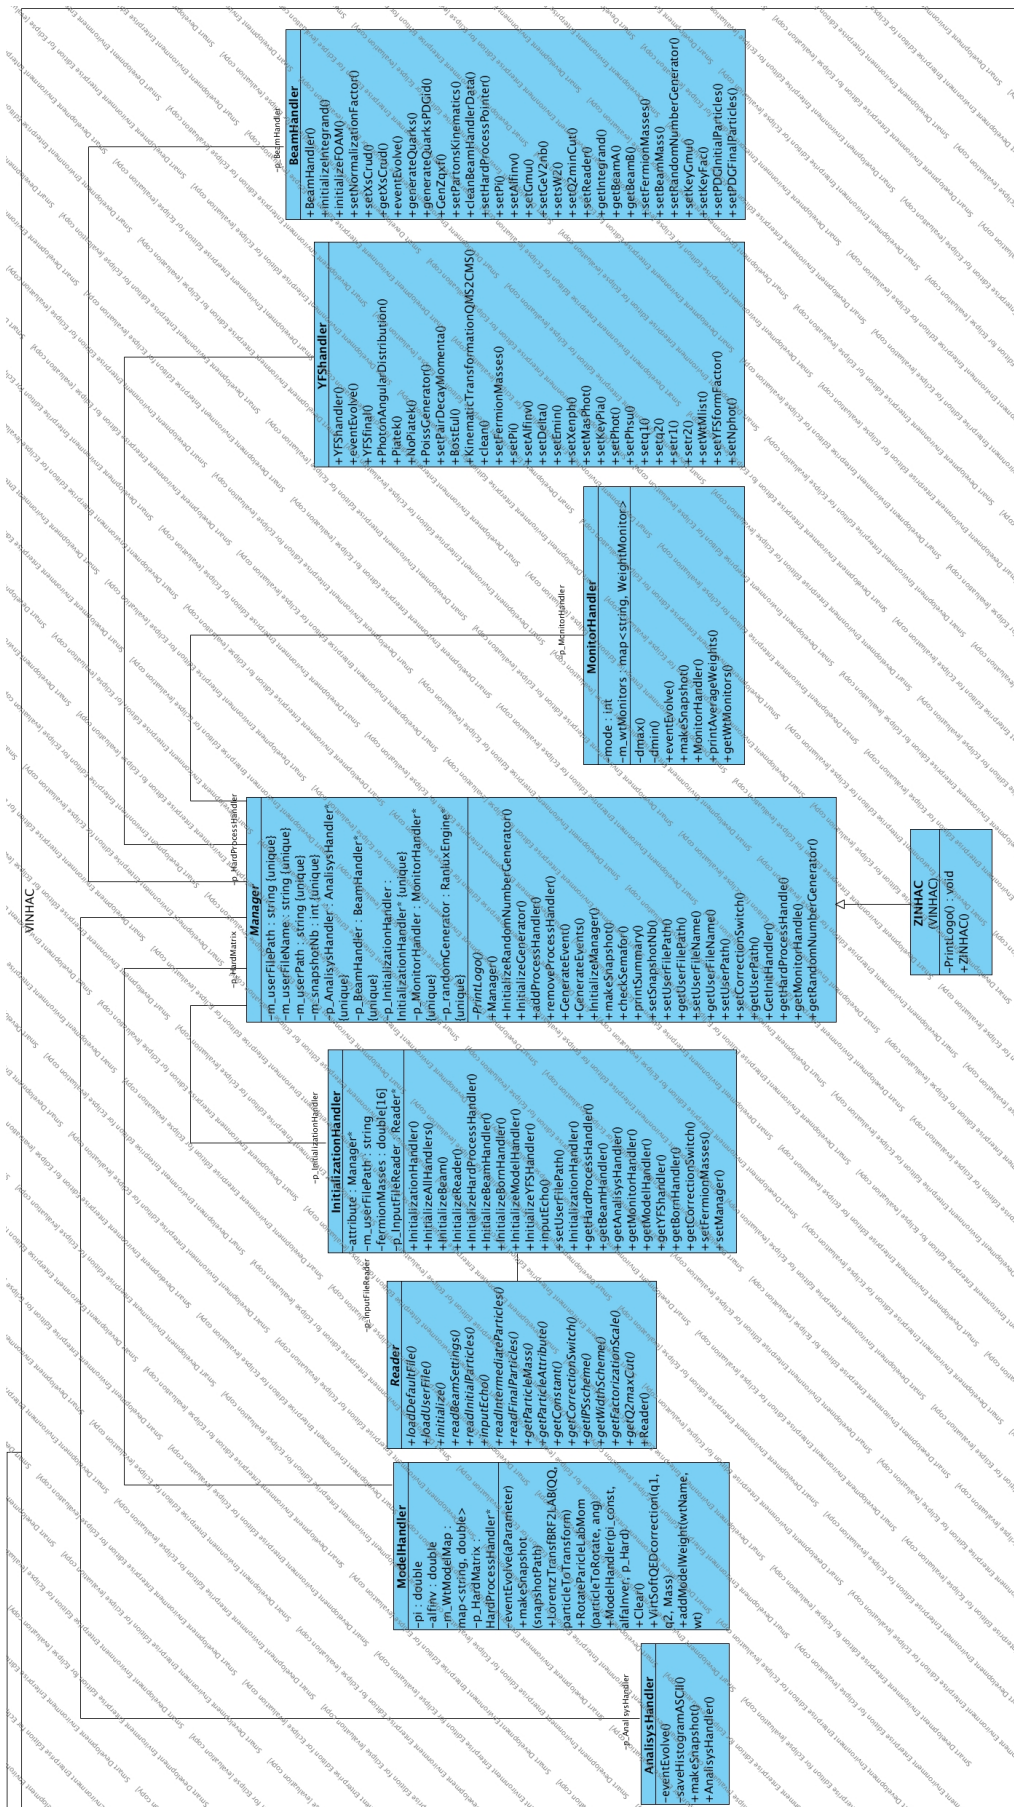 VINHAC
-p_AnalisysHandler
AnalisysHandler
-eventEvolve()
-saveHistogramASCII()
+makeSnapshot()
+AnalisysHandler()
ModelHandler
-pi : double
-alfinv : double
-m_WtModelMap :
map<string, double>
-p_HardMatrix :
HardProcessHandler*
-eventEvolve(aParameter)
+makeSnapshot
(snapshotPath)
+LorentzTransfBRF2LAB(QQ,
particleToTransform)
+RotateParticleLabMom
(particleToRotate, ang)
+ModelHandler(pi_const,
alfaInver, p_Hard)
+Clear()
+VirtSoftQEDcorrection(q1,
q2, Mass)
+addModelWeight(wtName,
wt)
-p_InputFileReader
Reader
+loadDefaultFile()
+loadUserFile()
+initialize()
+readBeamSettings()
+readInitialParticles()
+inputEcho()
+readIntermediateParticles()
+readFinalParticles()
+getParticleMass()
+getParticleAttribute()
+getConstant()
+getCorrectionSwitch()
+getIPSscheme()
+getWidthScheme()
+getFactorizationScale()
+getQ2maxCut()
+Reader()
-p_InitializationHandler
InitializationHandler
-attribute : Manager*
-m_userFilePath : string
-fermionMasses : double[16]
-p_InputFileReader : Reader*
+InitializationHandler()
+InitializeAllHandlers()
+InitializeBeam()
+InitializeReader()
+InitializeHardProcessHandler()
+InitializeBeamHandler()
+InitializeBornHandler()
+InitializeModelHandler()
+InitializeYFSHandler()
+inputEcho()
+setUserFilePath()
+InitializationHandler()
+getHardProcessHandler()
+getBeamHandler()
+getAnalisysHandler()
+getMonitorHandler()
+getModelHandler()
+getYFShandler()
+getBornHandler()
+getCorrectionSwitch()
+setFermionMasses()
+setManager()
-p_HardMatrix
-p_HardProcessHandler
Manager
-m_userFilePath : string {unique}
-m_userFileName : string {unique}
-m_userPath : string {unique}
-m_snapshotNb : int {unique}
-p_AnalisysHandler : AnalisysHandler*
{unique}
-p_BeamHandler : BeamHandler*
{unique}
-p_InitializationHandler :
InitializationHandler* {unique}
-p_MonitorHandler : MonitorHandler*
{unique}
-p_randomGenerator : RanluxEngine*
{unique}
-PrintLogo()
+Manager()
+InitializeRandomNumberGenerator()
+InitializeGenerator()
+addProcessHandler()
+removeProcessHandler()
+GenerateEvent()
+GenerateEvents()
+InitializeManager()
+makeSnapshot()
+checkSemafor()
+printSummary()
+setSnapshotNb()
+setUserFilePath()
+getUserFilePath()
+setUserFileName()
+getUserFileName()
+setUserPath()
+setCorrectionSwitch()
+getUserPath()
+GetInitHandler()
+getHardProcessHandle()
+getMonitorHandle()
+getRandomNumberGenerator()
ZINHAC
(VINHAC)
-PrintLogo() : void
+ZINHAC()
-p_MonitorHandler
MonitorHandler
-mode : int
-m_wtMonitors : map<string, WeightMonitor>
-dmax()
-dmin()
+eventEvolve()
+makeSnapshot()
+MonitorHandler()
+printAverageWeights()
+getWtMonitors()
YFShandler
+YFShandler()
+eventEvolve()
+YFSfinal()
+PhotonAngularDistribution()
+Piatek()
+NoPiatek()
+PoissGenerator()
+setPairDecayMomenta()
+BostEul()
+KinematicTransformationQMS2CMS()
+clean()
+setFermionMasses()
+setPi()
+setAlfinv()
+setDelta()
+setEmin()
+setXenph()
+setMasPhot()
+setKeyPia()
+setPhot()
+setPhsu()
+setq1()
+setq2()
+setr1()
+setr2()
+setWtMlist()
+setYFSformFactor()
+setNphot()
-p_BeamHandler
BeamHandler
+BeamHandler()
+initializeIntegrand()
+initializeFOAM()
+setNormalizationFactor()
+setXsCrud()
+getXsCrud()
+eventEvolve()
+generateQuarks()
+generateQuarksPDGid()
+GenZqxf()
+setPartonsKinematics()
+cleanBeamHandlerData()
+setHardProcessPointer()
+setPi()
+setAlfinv()
+setGmu()
+setGeV2nb()
+setsW2()
+setQ2minCut()
+setReader()
+getIntegrand()
+getBeamA()
+getBeamB()
+setFermionMasses()
+setBeamMass()
+setRandomNumberGenerator()
+setKeyGmu()
+setKeyFac()
+setPDGInitialParticles()
+setPDGFinalParticles()